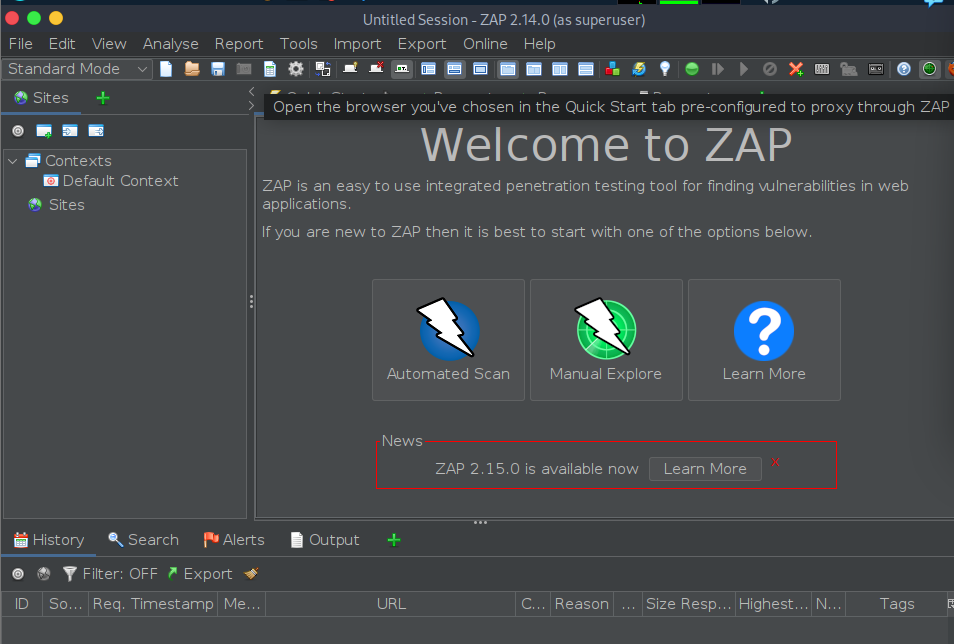 Untitled Session - ZAP 2.14.0 (as superuser)
File Edit View Analyse Report Tools Import Export Online Help
Standard Mode
Sites
Open the browser you've chosen in the Quick Start tab pre-configured to proxy through ZAP
Contexts
Default Context
Sites
Welcome to ZAP
ZAP is an easy to use integrated penetration testing tool for finding vulnerabilities in web
applications.
If you are new to ZAP then it is best to start with one of the options below.
Automated Scan Manual Explore Learn More
News
ZAP 2.15.0 is available now Learn More
History Search Alerts Output
Filter: OFF Export
ID So... Req. Timestamp Me... URL C... Reason ... Size Resp... Highest... N... Tags